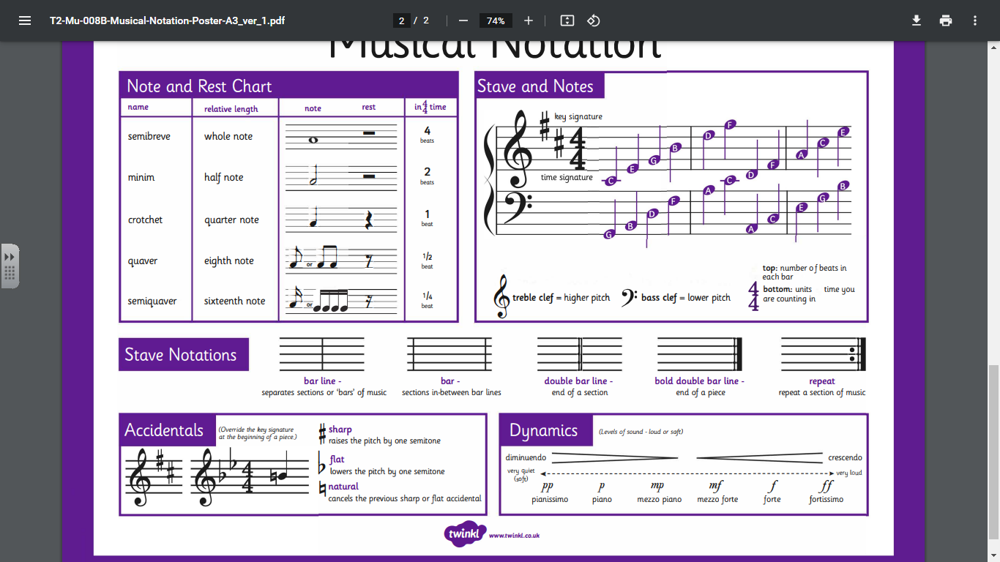 T2-Mu-008B-Musical-Notation-Poster-A3_ver_1.pdf
2 / 2
74%
Musical Notation
Note and Rest Chart
name relative length note rest in 4/4 time
semibreve whole note 4 beats
minim half note 2 beats
crotchet quarter note 1 beat
quaver eighth note or 1/2 beat
semiquaver sixteenth note or 1/4 beat
Stave and Notes
key signature
4
4
time signature
C E G B D F D F A C E
G B D F A C A C E G B
treble clef = higher pitch
bass clef = lower pitch
4
4
top: number of beats in
each bar
bottom: units time you
are counting in
Stave Notations
bar line -
separates sections or ‘bars’ of music
bar -
sections in-between bar lines
double bar line -
end of a section
bold double bar line -
end of a piece
repeat
repeat a section of music
Accidentals
(Override the key signature
at the beginning of a piece.)
4
4
sharp
raises the pitch by one semitone
flat
lowers the pitch by one semitone
natural
cancels the previous sharp or flat accidental
Dynamics
(Levels of sound - loud or soft)
diminuendo crescendo
very quiet
(soft)
very loud
pp p mp mf f ff
pianissimo piano mezzo piano mezzo forte forte fortissimo
twinkl www.twinkl.co.uk